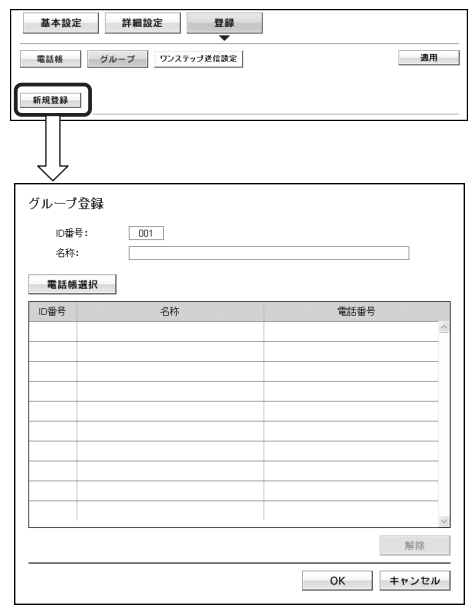 基本設定 詳細設定 登録
電話帳 グループ ワンステップ送信設定 適用
新規登録
グループ登録
ID番号: 001
名称:
電話帳選択
ID番号 名称 電話番号
解除
OK キャンセル